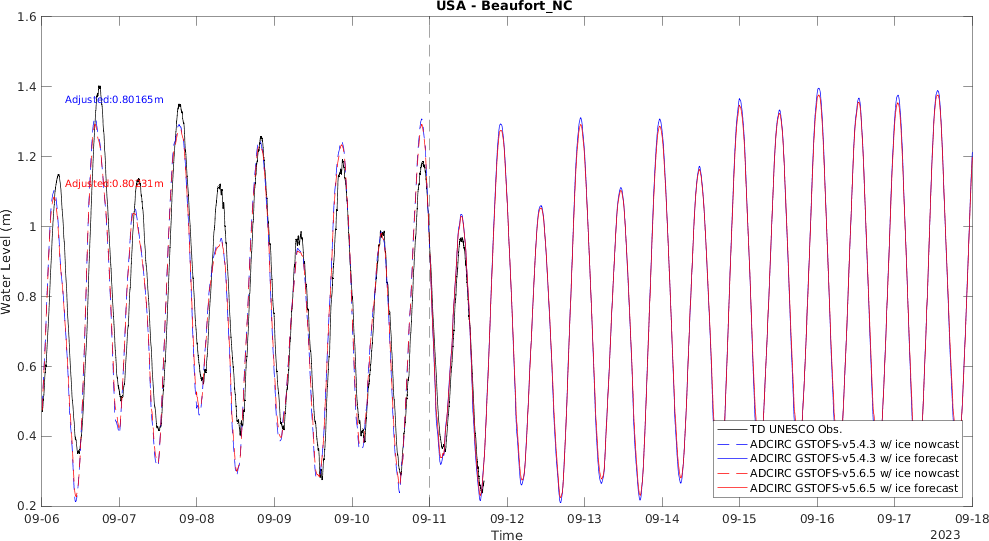 USA - Beaufort_NC
1.6
1.4
1.2
1
0.8
0.6
0.4
0.2
Water Level (m)
Adjusted:0.80165m
TD UNESCO Obs.
ADCIRC GSTOFS-v5.4.3 w/ ice nowcast
ADCIRC GSTOFS-v5.4.3 w/ ice forecast
ADCIRC GSTOFS-v5.6.5 w/ ice nowcast
ADCIRC GSTOFS-v5.6.5 w/ ice forecast
09-06 09-07 09-08 09-09 09-10 09-11 09-12 09-13 09-14 09-15 09-16 09-17 09-18
Time
2023